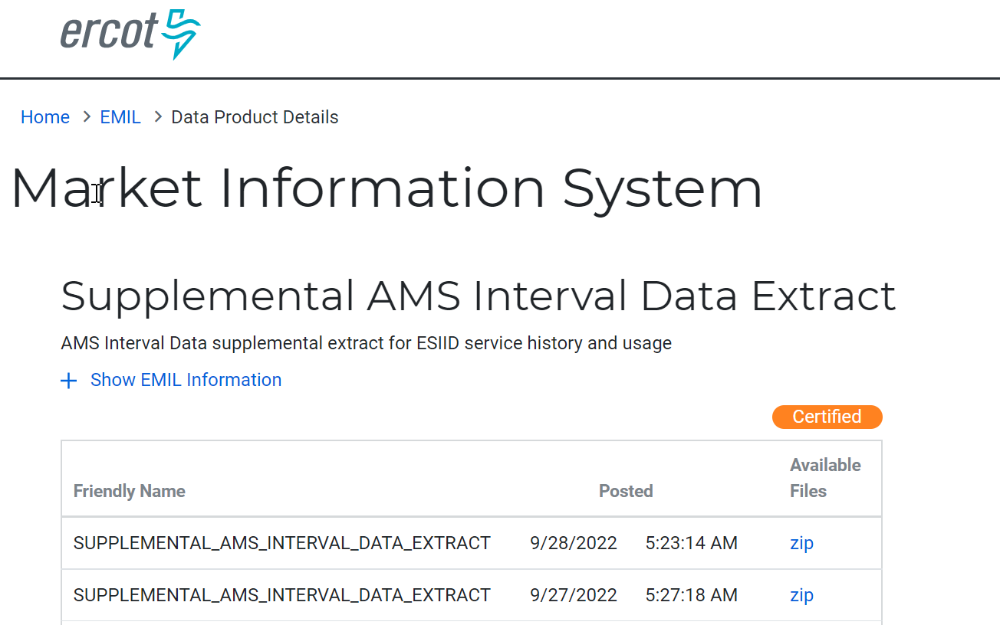 ercot
Home > EMIL > Data Product Details
Market Information System
Supplemental AMS Interval Data Extract
AMS Interval Data supplemental extract for ESIID service history and usage
+ Show EMIL Information
Certified
Friendly Name Posted Available
Files
SUPPLEMENTAL_AMS_INTERVAL_DATA_EXTRACT 9/28/2022 5:23:14 AM zip
SUPPLEMENTAL_AMS_INTERVAL_DATA_EXTRACT 9/27/2022 5:27:18 AM zip